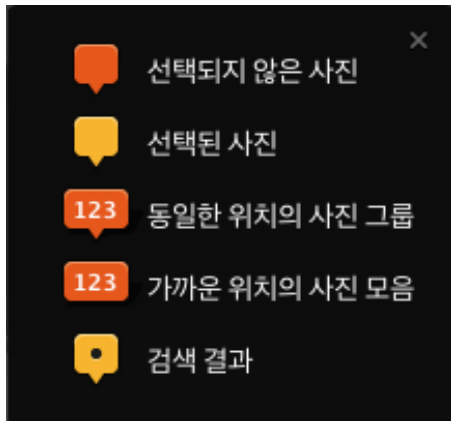 선택되지 않은 사진
선택된 사진
123 동일한 위치의 사진 그룹
123 가까운 위치의 사진 모음
검색 결과